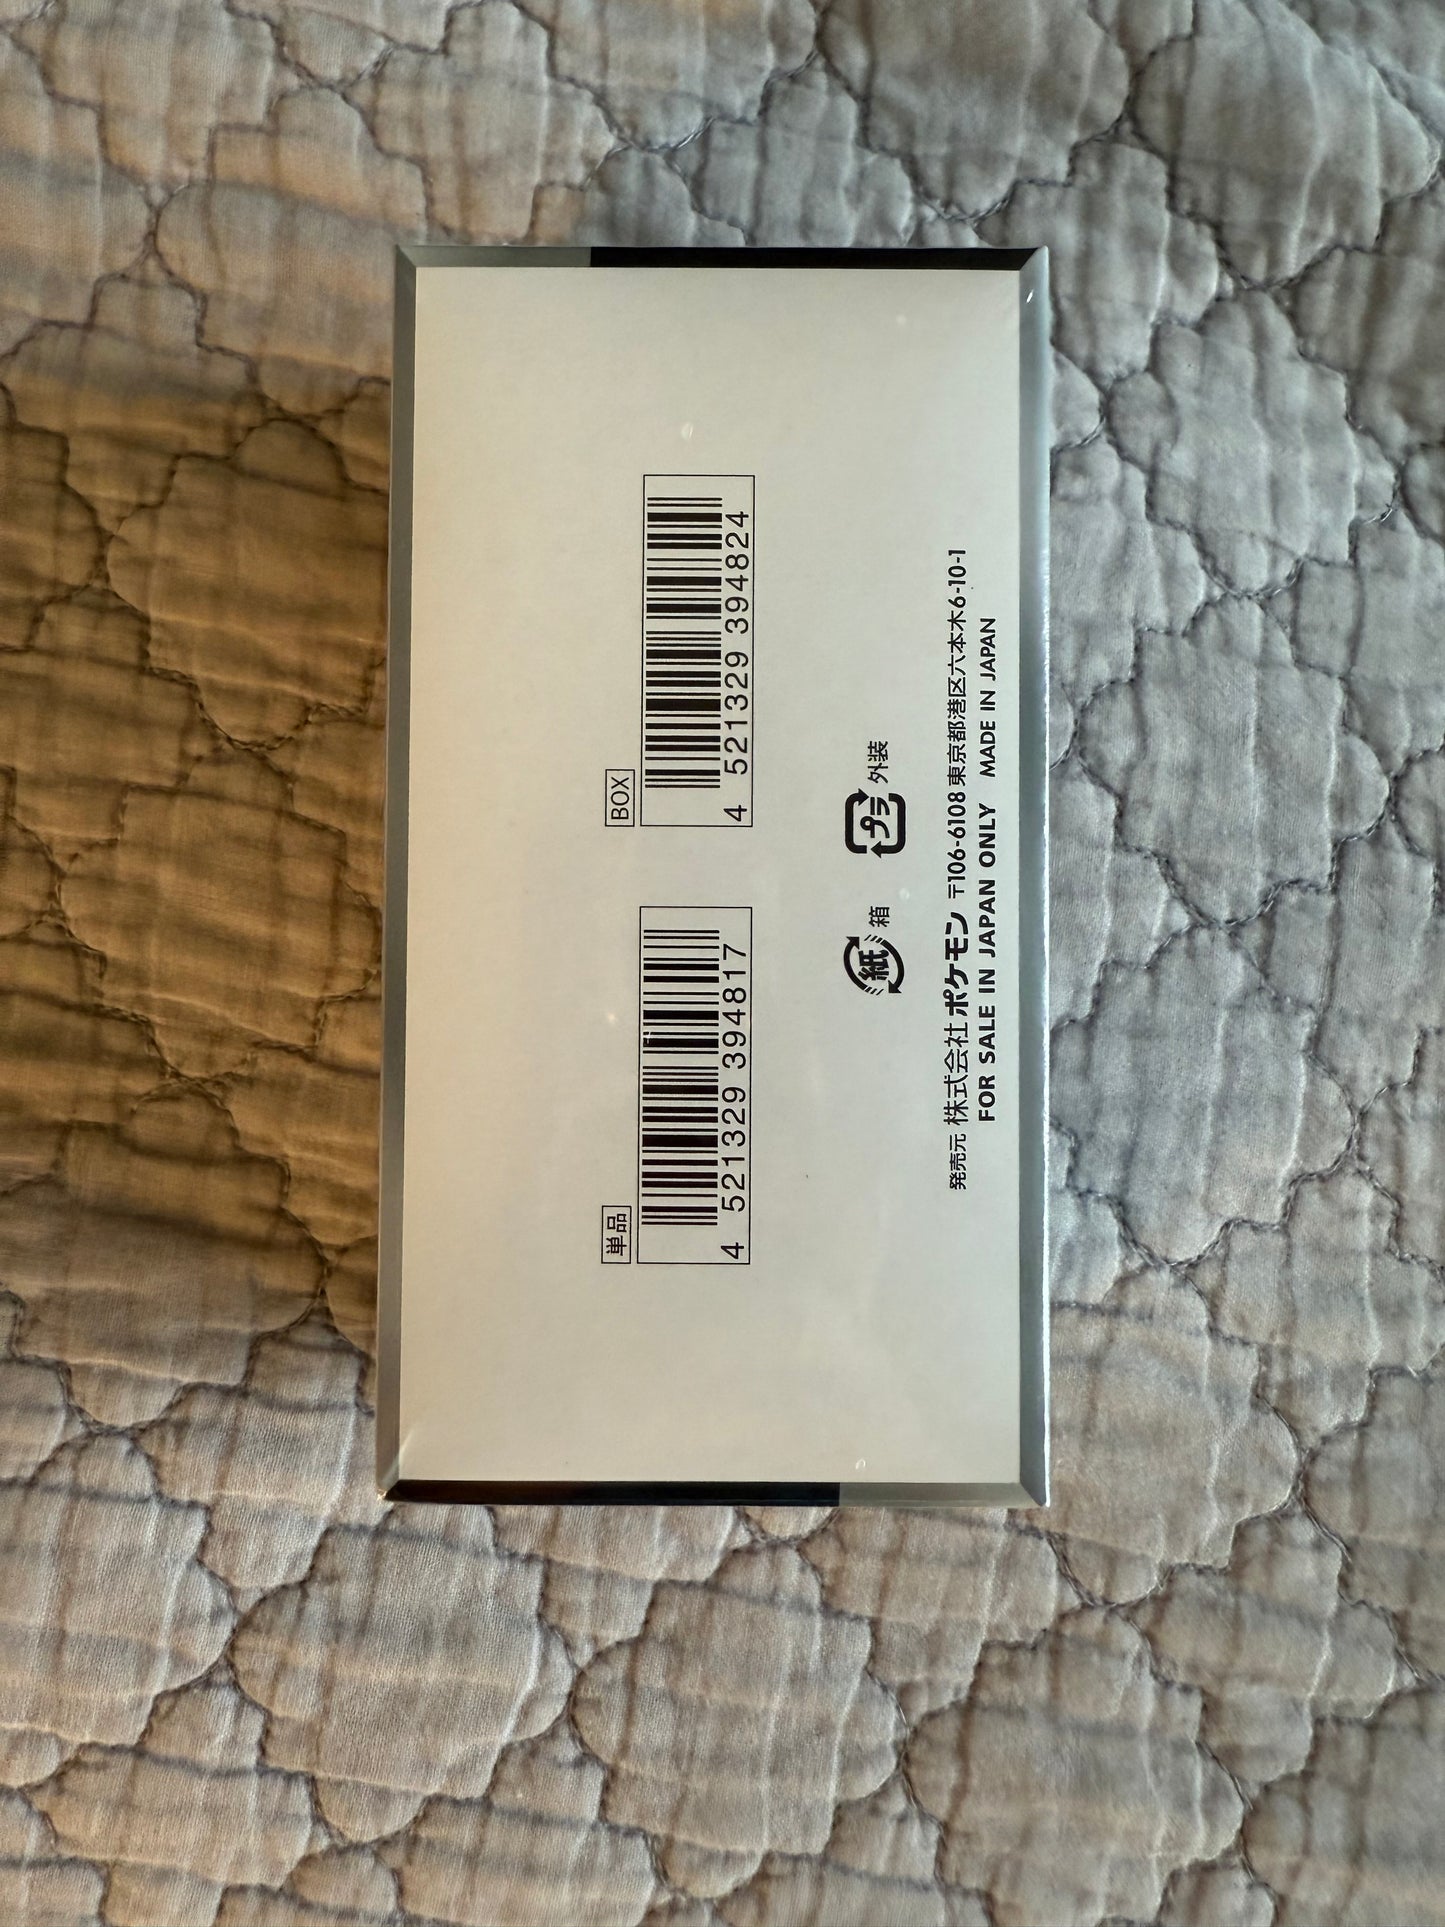 単品
4 521329 394817
BOX
4 521329 394824
紙 箱
プラ 外装
発売元 株式会社ポケモン 〒106-6108 東京都港区六本木6-10-1
FOR SALE IN JAPAN ONLY MADE IN JAPAN